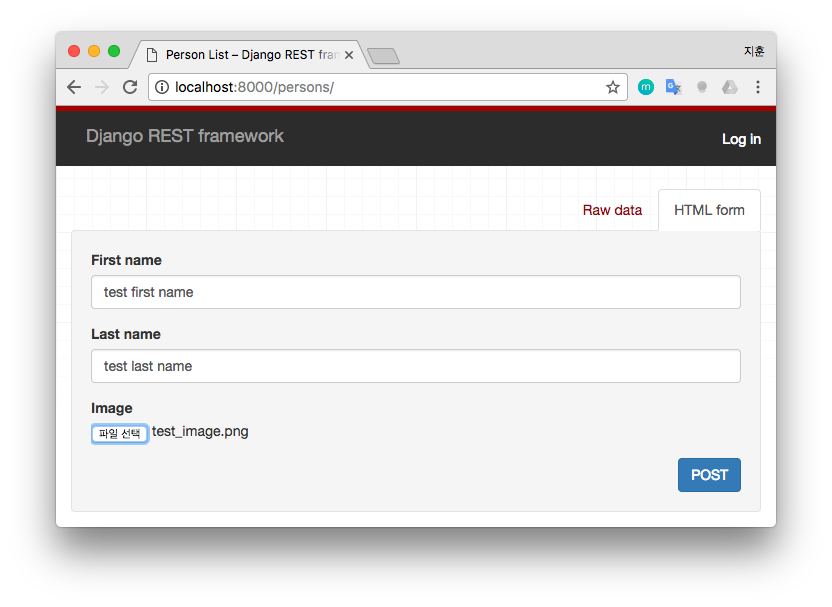 Person List – Django REST fran
지훈
localhost:8000/persons/
m
G
Django REST framework
Log in
Raw data
HTML form
First name
test first name
Last name
test last name
Image
파일 선택 test_image.png
POST